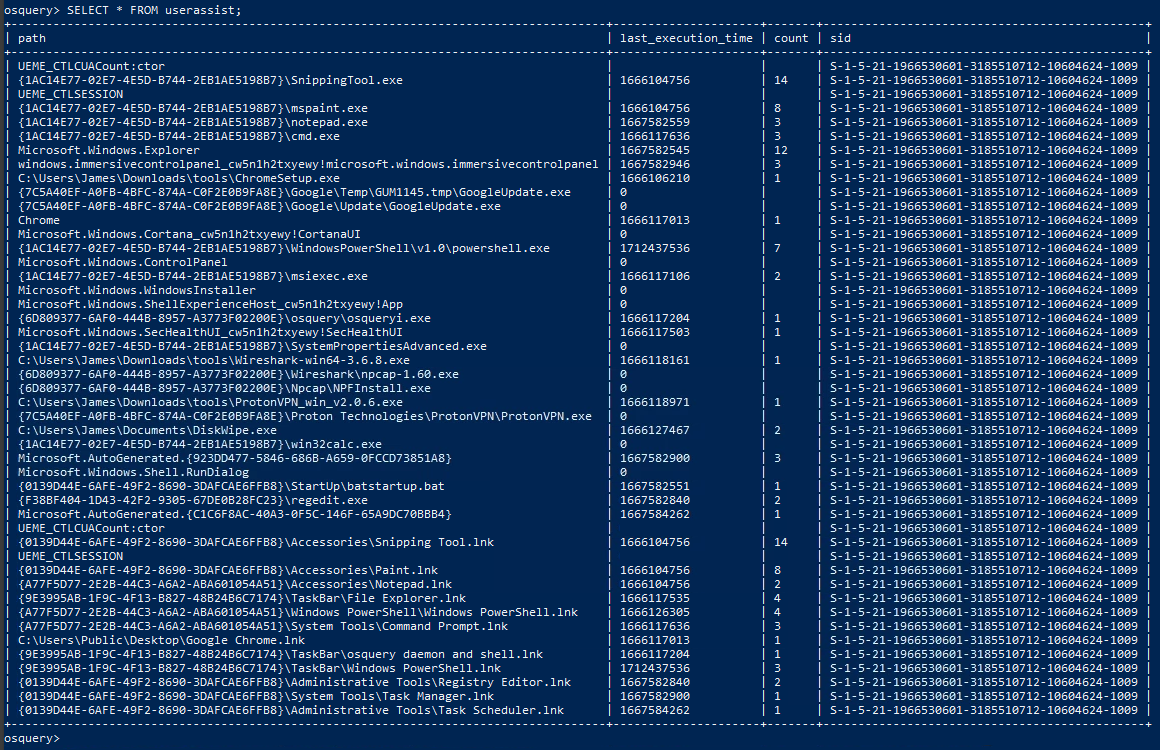 osquery> SELECT * FROM userassist;
| path | last_execution_time | count | sid |
| UEME_CTLCUACount:ctor | | | S-1-5-21-1966530601-3185510712-10604624-1009 |
| {1AC14E77-02E7-4E5D-B744-2EB1AE5198B7}\SnippingTool.exe | 1666104756 | 14 | S-1-5-21-1966530601-3185510712-10604624-1009 |
| UEME_CTLSESSION | | | S-1-5-21-1966530601-3185510712-10604624-1009 |
| {1AC14E77-02E7-4E5D-B744-2EB1AE5198B7}\mspaint.exe | 1666104756 | 8 | S-1-5-21-1966530601-3185510712-10604624-1009 |
| {1AC14E77-02E7-4E5D-B744-2EB1AE5198B7}\notepad.exe | 1667582559 | 3 | S-1-5-21-1966530601-3185510712-10604624-1009 |
| {1AC14E77-02E7-4E5D-B744-2EB1AE5198B7}\cmd.exe | 1666117636 | 3 | S-1-5-21-1966530601-3185510712-10604624-1009 |
| Microsoft.Windows.Explorer | 1667582545 | 12 | S-1-5-21-1966530601-3185510712-10604624-1009 |
| windows.immersivecontrolpanel_cw5n1h2txyewy!microsoft.windows.immersivecontrolpanel | 1667582946 | 3 | S-1-5-21-1966530601-3185510712-10604624-1009 |
| C:\Users\James\Downloads\tools\ChromeSetup.exe | 1666106210 | 1 | S-1-5-21-1966530601-3185510712-10604624-1009 |
| {7C5A40EF-A0FB-4BFC-874A-C0F2E0B9FA8E}\Google\Temp\GUM1145.tmp\GoogleUpdate.exe | 0 | | S-1-5-21-1966530601-3185510712-10604624-1009 |
| {7C5A40EF-A0FB-4BFC-874A-C0F2E0B9FA8E}\Google\Update\GoogleUpdate.exe | 0 | | S-1-5-21-1966530601-3185510712-10604624-1009 |
| Chrome | 1666117013 | 1 | S-1-5-21-1966530601-3185510712-10604624-1009 |
| Microsoft.Windows.Cortana_cw5n1h2txyewy!CortanaUI | 0 | | S-1-5-21-1966530601-3185510712-10604624-1009 |
| {1AC14E77-02E7-4E5D-B744-2EB1AE5198B7}\WindowsPowerShell\v1.0\powershell.exe | 1712437536 | 7 | S-1-5-21-1966530601-3185510712-10604624-1009 |
| Microsoft.Windows.ControlPanel | 0 | | S-1-5-21-1966530601-3185510712-10604624-1009 |
| {1AC14E77-02E7-4E5D-B744-2EB1AE5198B7}\msiexec.exe | 1666117106 | 2 | S-1-5-21-1966530601-3185510712-10604624-1009 |
| Microsoft.Windows.WindowsInstaller | 0 | | S-1-5-21-1966530601-3185510712-10604624-1009 |
| Microsoft.Windows.ShellExperienceHost_cw5n1h2txyewy!App | 0 | | S-1-5-21-1966530601-3185510712-10604624-1009 |
| {6D809377-6AF0-444B-8957-A3773F02200E}\osquery\osqueryi.exe | 1666117204 | 1 | S-1-5-21-1966530601-3185510712-10604624-1009 |
| Microsoft.Windows.SecHealthUI_cw5n1h2txyewy!SecHealthUI | 1666117503 | 1 | S-1-5-21-1966530601-3185510712-10604624-1009 |
| {1AC14E77-02E7-4E5D-B744-2EB1AE5198B7}\SystemPropertiesAdvanced.exe | 0 | | S-1-5-21-1966530601-3185510712-10604624-1009 |
| C:\Users\James\Downloads\tools\Wireshark-win64-3.6.8.exe | 1666118161 | 1 | S-1-5-21-1966530601-3185510712-10604624-1009 |
| {6D809377-6AF0-444B-8957-A3773F02200E}\Wireshark\npcap-1.60.exe | 0 | | S-1-5-21-1966530601-3185510712-10604624-1009 |
| {6D809377-6AF0-444B-8957-A3773F02200E}\Npcap\NPFInstall.exe | 0 | | S-1-5-21-1966530601-3185510712-10604624-1009 |
| C:\Users\James\Downloads\tools\ProtonVPN_win_v2.0.6.exe | 1666118971 | 1 | S-1-5-21-1966530601-3185510712-10604624-1009 |
| {7C5A40EF-A0FB-4BFC-874A-C0F2E0B9FA8E}\Proton Technologies\ProtonVPN\ProtonVPN.exe | 0 | | S-1-5-21-1966530601-3185510712-10604624-1009 |
| C:\Users\James\Documents\DiskWipe.exe | 1666127467 | 2 | S-1-5-21-1966530601-3185510712-10604624-1009 |
| {1AC14E77-02E7-4E5D-B744-2EB1AE5198B7}\win32calc.exe | 0 | | S-1-5-21-1966530601-3185510712-10604624-1009 |
| Microsoft.AutoGenerated.{923DD477-5846-686B-A659-0FCCD73851A8} | 1667582900 | 3 | S-1-5-21-1966530601-3185510712-10604624-1009 |
| Microsoft.Windows.Shell.RunDialog | 0 | | S-1-5-21-1966530601-3185510712-10604624-1009 |
| {0139D44E-6AFE-49F2-8690-3DAFCAE6FFB8}\StartUp\batstartup.bat | 1667582551 | 1 | S-1-5-21-1966530601-3185510712-10604624-1009 |
| {F38BF404-1D43-42F2-9305-67DE0B28FC23}\regedit.exe | 1667582840 | 2 | S-1-5-21-1966530601-3185510712-10604624-1009 |
| Microsoft.AutoGenerated.{C1C6F8AC-40A3-0F5C-146F-65A9DC70BBB4} | 1667584262 | 1 | S-1-5-21-1966530601-3185510712-10604624-1009 |
| UEME_CTLCUACount:ctor | | | S-1-5-21-1966530601-3185510712-10604624-1009 |
| {0139D44E-6AFE-49F2-8690-3DAFCAE6FFB8}\Accessories\Snipping Tool.lnk | 1666104756 | 14 | S-1-5-21-1966530601-3185510712-10604624-1009 |
| UEME_CTLSESSION | | | S-1-5-21-1966530601-3185510712-10604624-1009 |
| {0139D44E-6AFE-49F2-8690-3DAFCAE6FFB8}\Accessories\Paint.lnk | 1666104756 | 8 | S-1-5-21-1966530601-3185510712-10604624-1009 |
| {A77F5D77-2E2B-44C3-A6A2-ABA601054A51}\Accessories\Notepad.lnk | 1666104756 | 2 | S-1-5-21-1966530601-3185510712-10604624-1009 |
| {9E3995AB-1F9C-4F13-B827-48B24B6C7174}\TaskBar\File Explorer.lnk | 1666117535 | 4 | S-1-5-21-1966530601-3185510712-10604624-1009 |
| {A77F5D77-2E2B-44C3-A6A2-ABA601054A51}\Windows PowerShell\Windows PowerShell.lnk | 1666126305 | 4 | S-1-5-21-1966530601-3185510712-10604624-1009 |
| {A77F5D77-2E2B-44C3-A6A2-ABA601054A51}\System Tools\Command Prompt.lnk | 1666117636 | 3 | S-1-5-21-1966530601-3185510712-10604624-1009 |
| C:\Users\Public\Desktop\Google Chrome.lnk | 1666117013 | 1 | S-1-5-21-1966530601-3185510712-10604624-1009 |
| {9E3995AB-1F9C-4F13-B827-48B24B6C7174}\TaskBar\osquery daemon and shell.lnk | 1666117204 | 1 | S-1-5-21-1966530601-3185510712-10604624-1009 |
| {9E3995AB-1F9C-4F13-B827-48B24B6C7174}\TaskBar\Windows PowerShell.lnk | 1712437536 | 3 | S-1-5-21-1966530601-3185510712-10604624-1009 |
| {0139D44E-6AFE-49F2-8690-3DAFCAE6FFB8}\Administrative Tools\Registry Editor.lnk | 1667582840 | 2 | S-1-5-21-1966530601-3185510712-10604624-1009 |
| {0139D44E-6AFE-49F2-8690-3DAFCAE6FFB8}\System Tools\Task Manager.lnk | 1667582900 | 1 | S-1-5-21-1966530601-3185510712-10604624-1009 |
| {0139D44E-6AFE-49F2-8690-3DAFCAE6FFB8}\Administrative Tools\Task Scheduler.lnk | 1667584262 | 1 | S-1-5-21-1966530601-3185510712-10604624-1009 |
osquery>